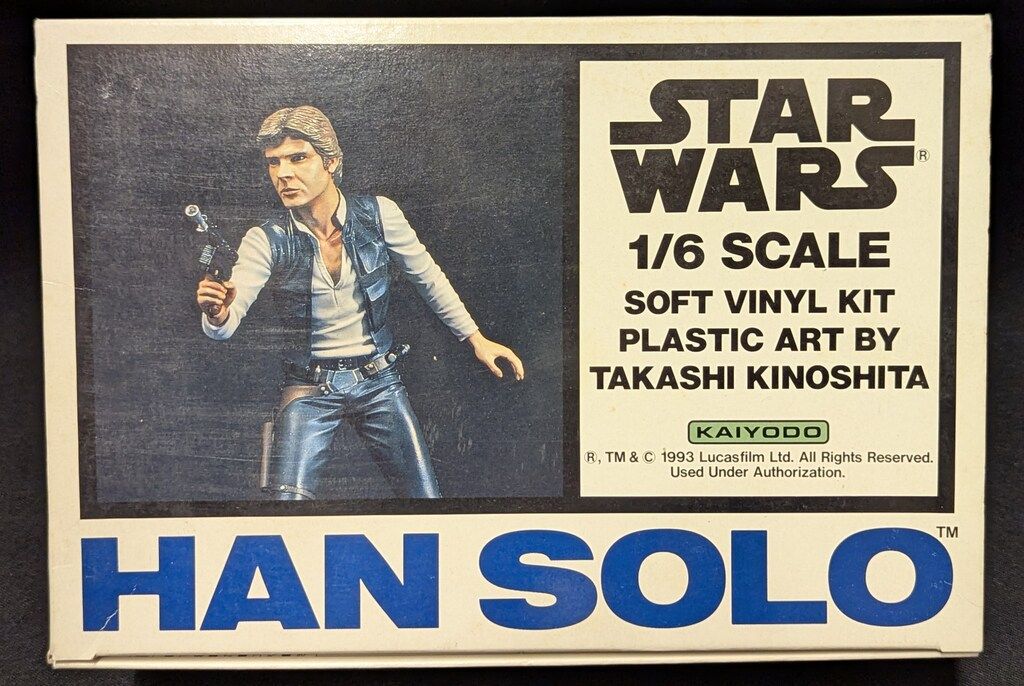 STAR
WARS®
1/6 SCALE
SOFT VINYL KIT
PLASTIC ART BY
TAKASHI KINOSHITA
KAIYODO
®, TM & © 1993 Lucasfilm Ltd. All Rights Reserved.
Used Under Authorization.
HAN SOLO™